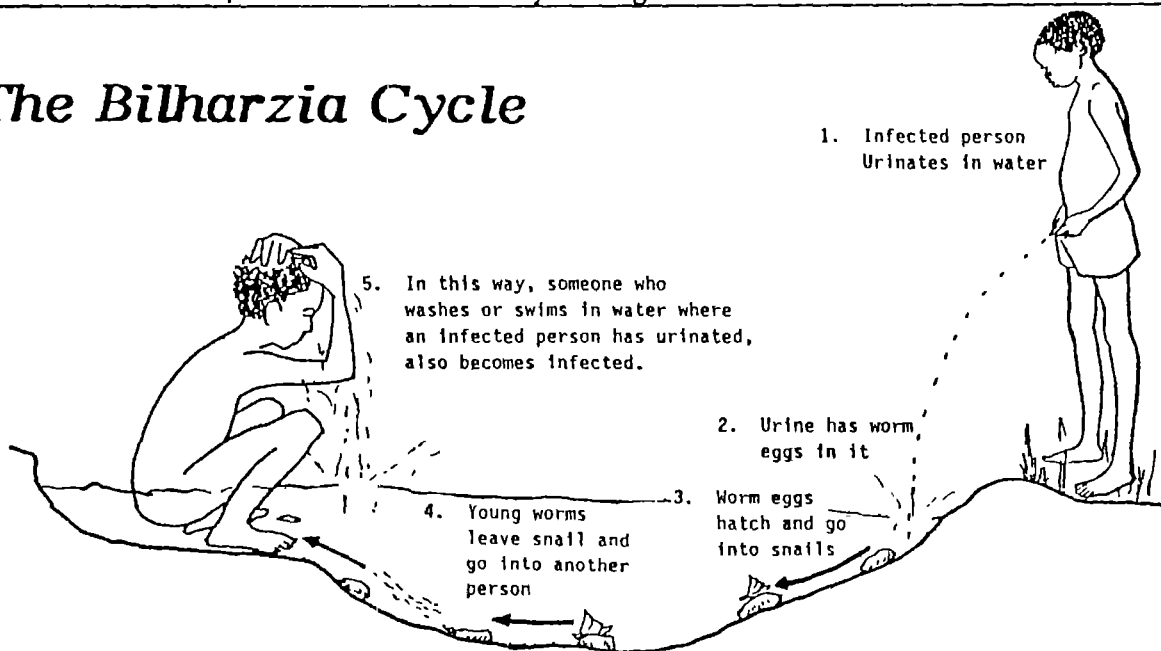 The Bilharzia Cycle
1. Infected person
Urinates in water
5. In this way, someone who
washes or swims in water where
an infected person has urinated,
also becomes infected.
2. Urine has worm
eggs in it
3. Worm eggs
hatch and go
into snails
4. Young worms
leave snail and
go into another
person